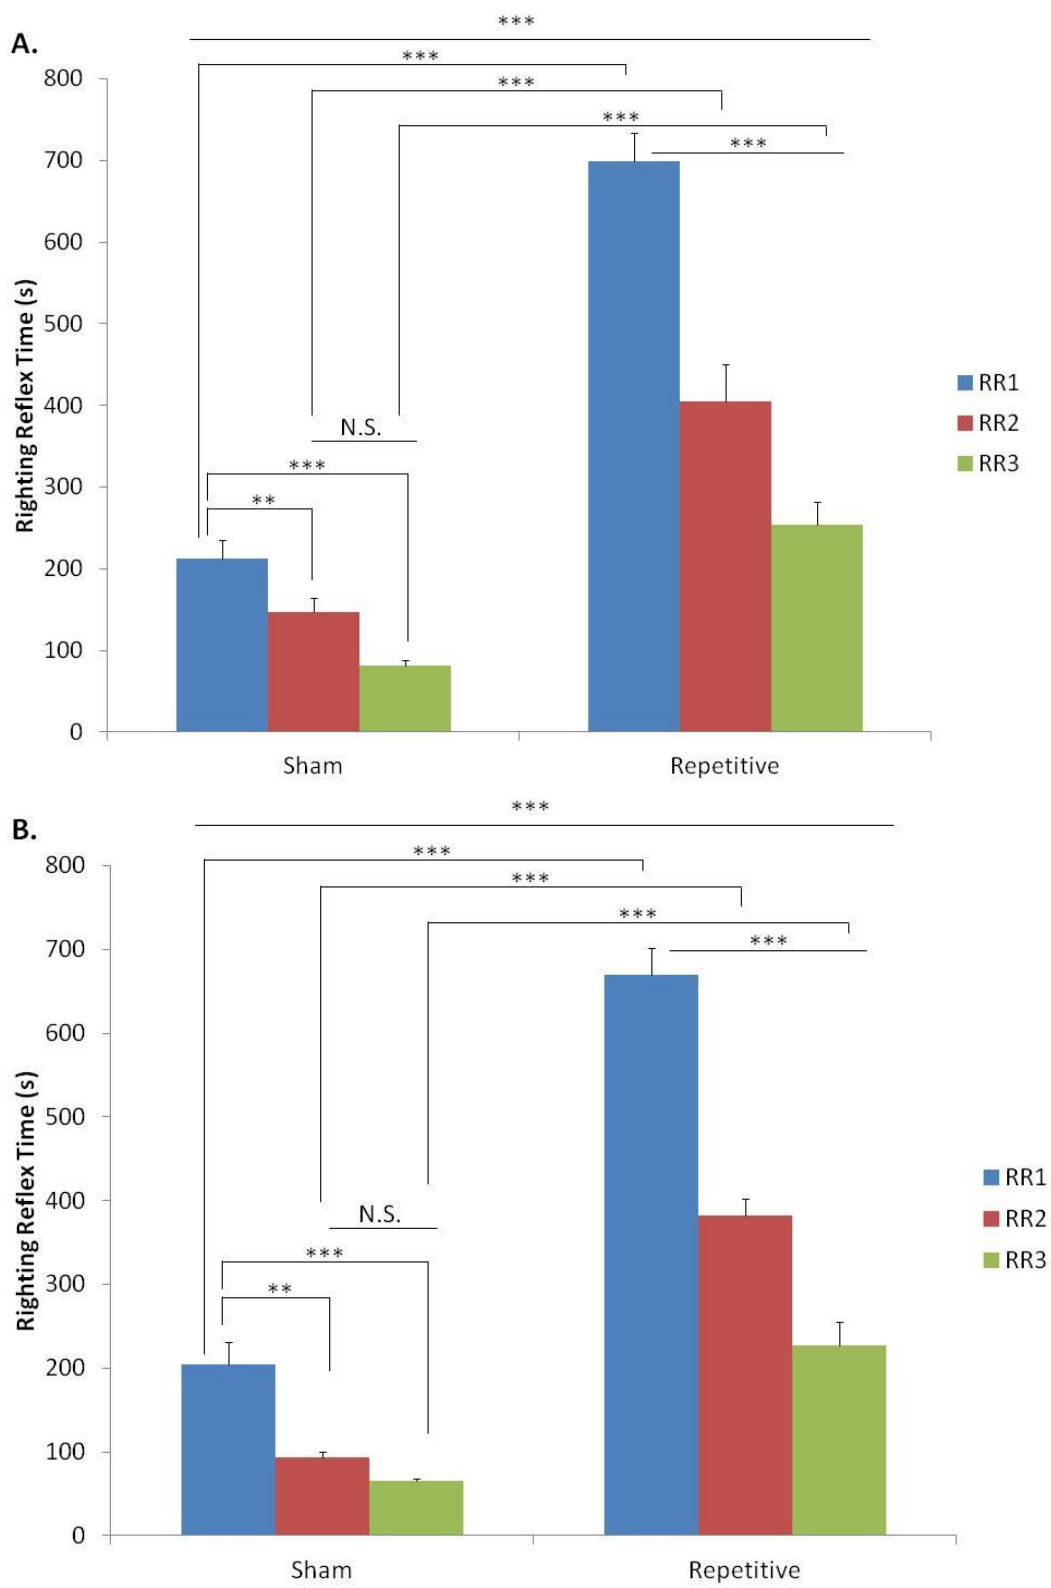 ***
A.
***
***
***
***
800
700
600
500
400
300
200
100
0
Righting Reflex Time (s)
N.S.
***
**
RR1
RR2
RR3
Sham
Repetitive
***
B.
***
***
***
***
800
700
600
500
400
300
200
100
0
Righting Reflex Time (s)
N.S.
***
**
RR1
RR2
RR3
Sham
Repetitive